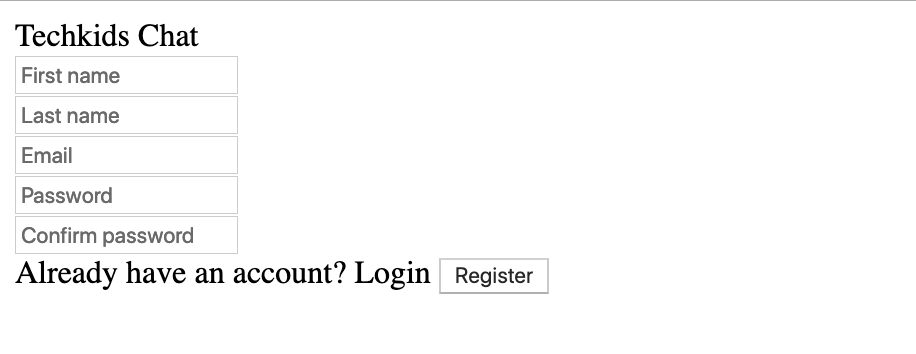 Techkids Chat
First name
Last name
Email
Password
Confirm password
Already have an account? Login Register